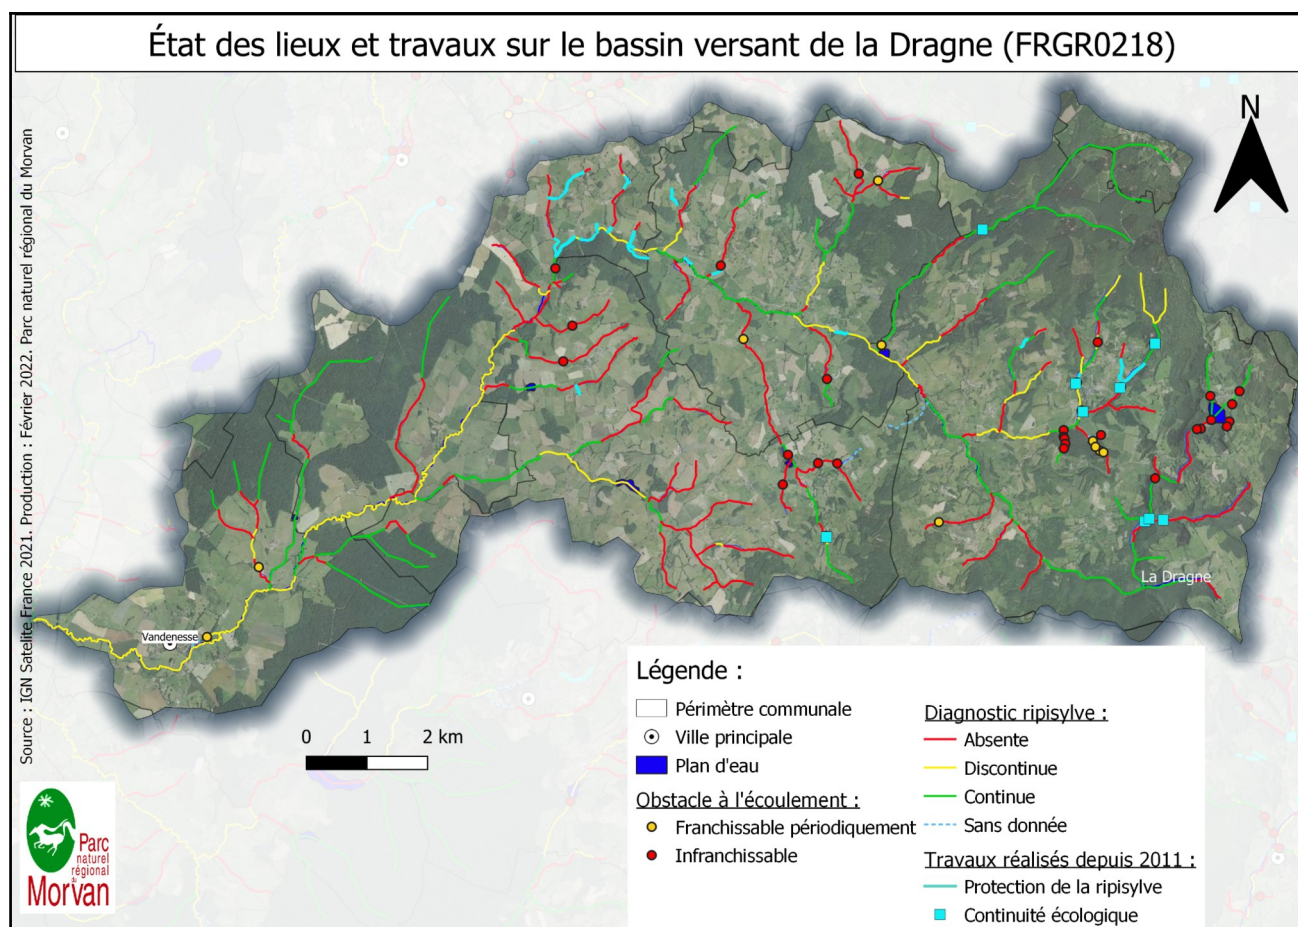 État des lieux et travaux sur le bassin versant de la Dragne (FRGR0218)
Source : IGN Satelite France 2021. Production : Février 2022. Parc naturel régional du Morvan
N
La Dragne
Vandenesse
0 1 2 km
Légende :
Périmètre communale
Ville principale
Plan d'eau
Obstacle à l'écoulement :
Franchissable périodiquement
Infranchissable
Diagnostic ripisylve :
Absente
Discontinue
Continue
Sans donnée
Travaux réalisés depuis 2011 :
Protection de la ripisylve
Continuité écologique
Parc
naturel
régional
du
Morvan